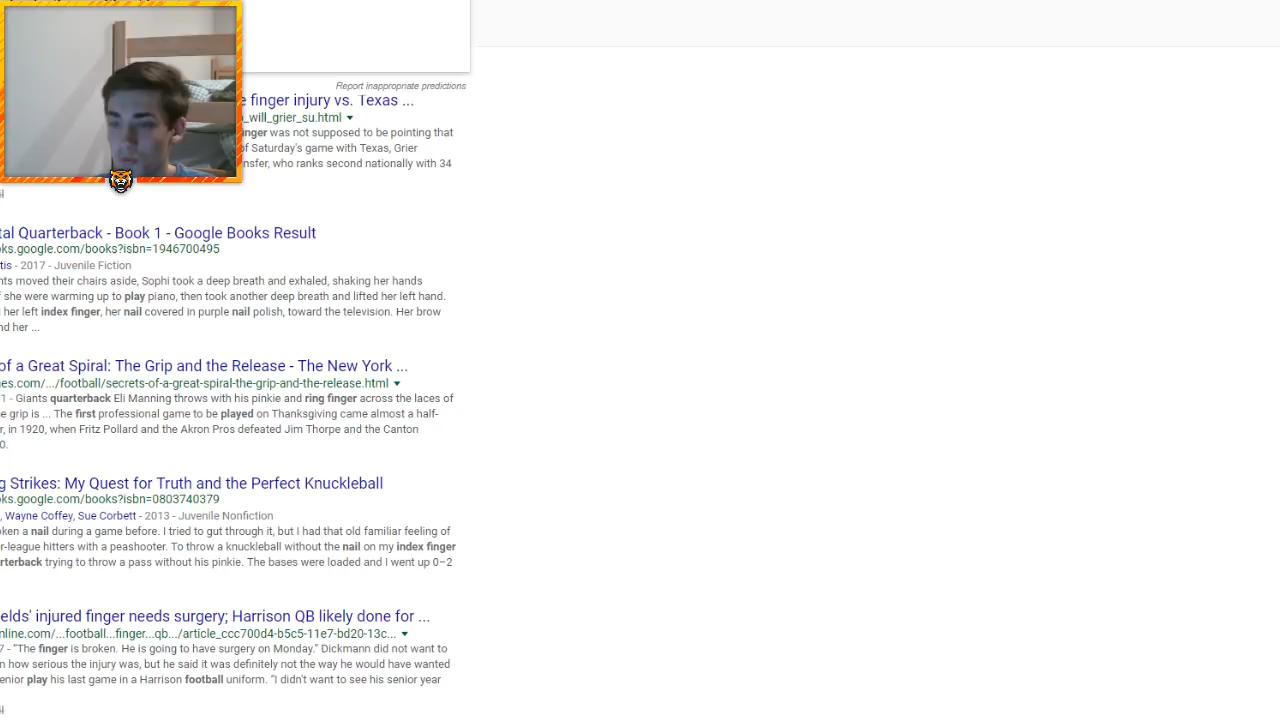 Report inappropriate predictions
e finger injury vs. Texas ...
_will_grier_su.html
inger was not supposed to be pointing that
of Saturday's game with Texas, Grier
nsfer, who ranks second nationally with 34
tal Quarterback - Book 1 - Google Books Result
ks.google.com/books?isbn=1946700495
tis - 2017 - Juvenile Fiction
nts moved their chairs aside, Sophi took a deep breath and exhaled, shaking her hands
f she were warming up to play piano, then took another deep breath and lifted her left hand.
her left index finger, her nail covered in purple nail polish, toward the television. Her brow
nd her ...
of a Great Spiral: The Grip and the Release - The New York ...
es.com/.../football/secrets-of-a-great-spiral-the-grip-and-the-release.html
1 - Giants quarterback Eli Manning throws with his pinkie and ring finger across the laces of
e grip is ... The first professional game to be played on Thanksgiving came almost a half-
r, in 1920, when Fritz Pollard and the Akron Pros defeated Jim Thorpe and the Canton
0.
g Strikes: My Quest for Truth and the Perfect Knuckleball
ks.google.com/books?isbn=0803740379
, Wayne Coffey, Sue Corbett - 2013 - Juvenile Nonfiction
ken a nail during a game before. I tried to gut through it, but I had that old familiar feeling of
r-league hitters with a peashooter. To throw a knuckleball without the nail on my index finger
rterback trying to throw a pass without his pinkie. The bases were loaded and I went up 0–2
elds' injured finger needs surgery; Harrison QB likely done for ...
nline.com/...football...finger...qb.../article_ccc700d4-b5c5-11e7-bd20-13c...
7 - “The finger is broken. He is going to have surgery on Monday.” Dickmann did not want to
n how serious the injury was, but he said it was definitely not the way he would have wanted
enior play his last game in a Harrison football uniform. “I didn't want to see his senior year